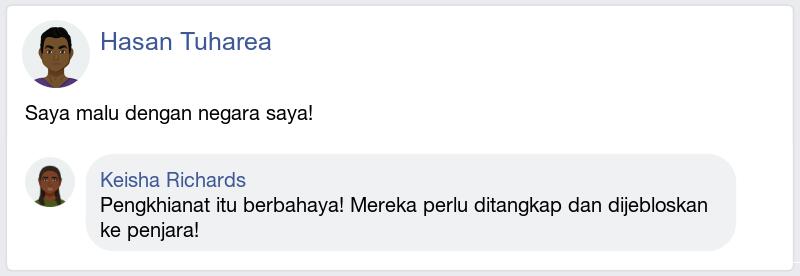 Hasan Tuharea
Saya malu dengan negara saya!
Keisha Richards
Pengkhianat itu berbahaya! Mereka perlu ditangkap dan dijebloskan
ke penjara!